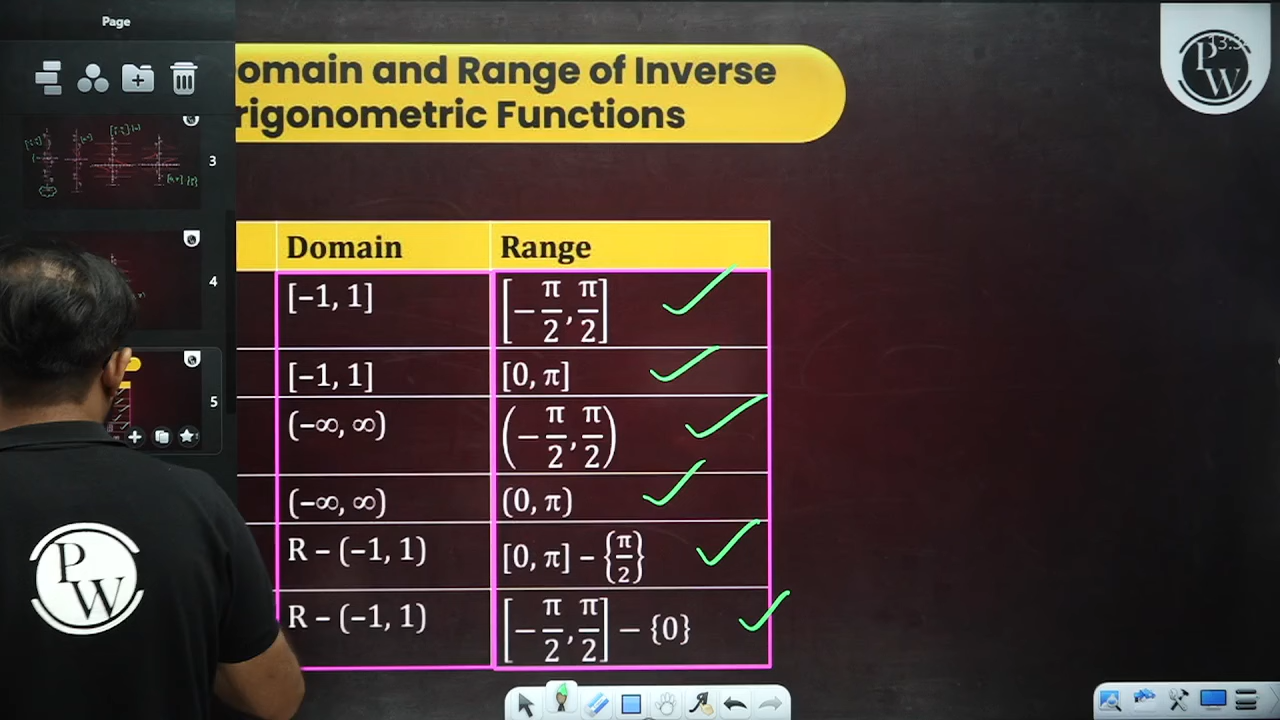 Page
omain and Range of Inverse
rigonometric Functions
3
4
5
Domain Range
[−1, 1] [−π/2, π/2]
[−1, 1] [0, π]
(−∞, ∞) (−π/2, π/2)
(−∞, ∞) (0, π)
R − (−1, 1) [0, π] − {π/2}
R − (−1, 1) [−π/2, π/2] − {0}
PW
PW